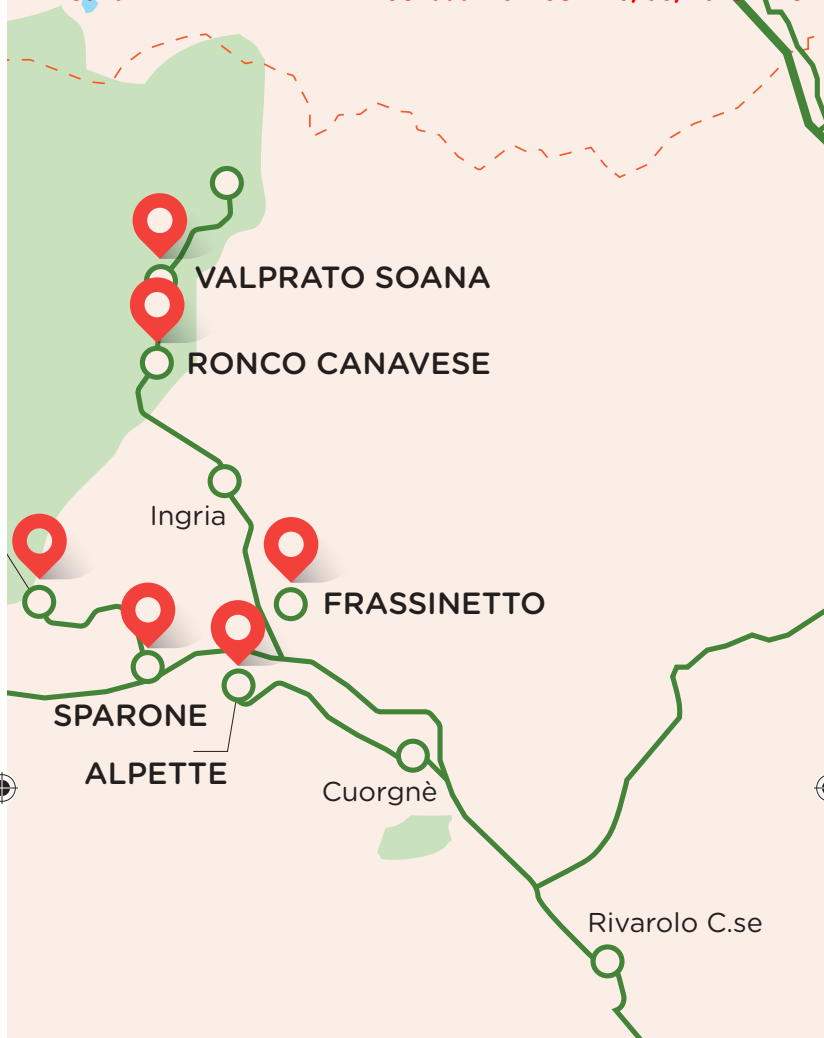 VALPRATO SOANA
RONCO CANAVESE
Ingria
FRASSINETTO
SPARONE
ALPETTE
Cuorgnè
Rivarolo C.se